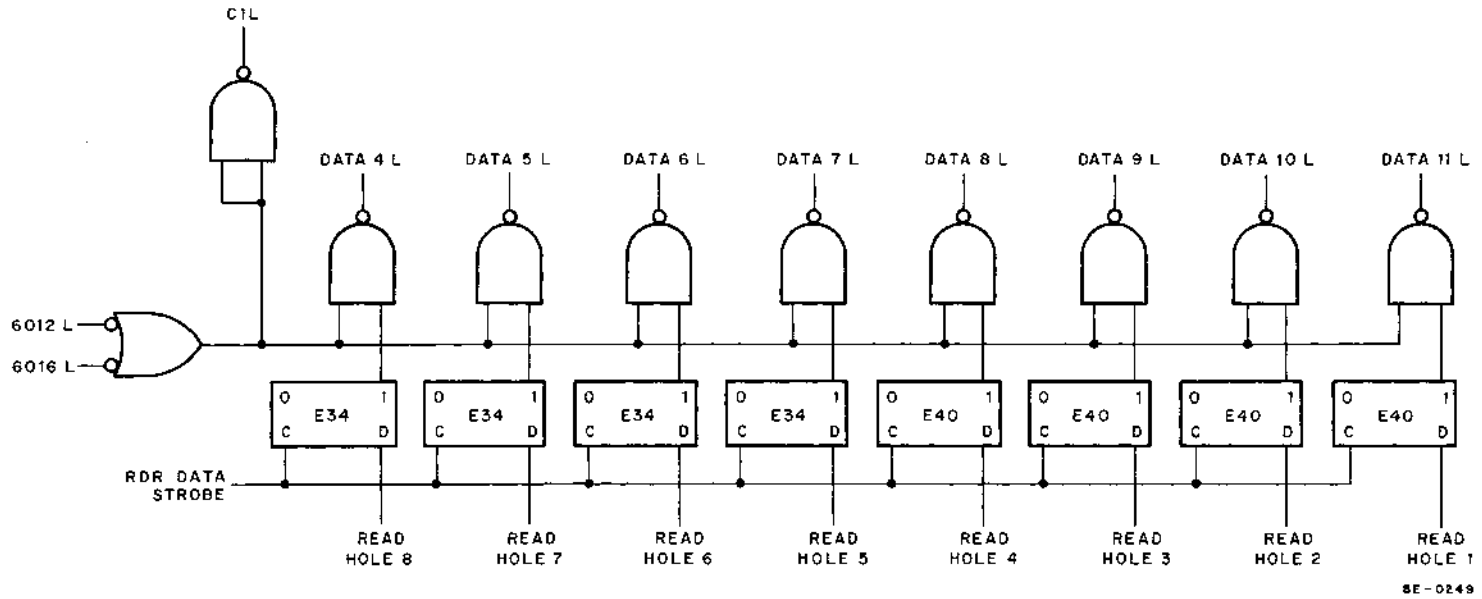 C1L
DATA 4 L DATA 5 L DATA 6 L DATA 7 L DATA 8 L DATA 9 L DATA 10 L DATA 11 L
6012 L
6016 L
0 1 0 1 0 1 0 1 0 1 0 1 0 1 0 1
E34 E34 E34 E34 E40 E40 E40 E40
C D C D C D C D C D C D C D C D
RDR DATA
STROBE
READ READ READ READ READ READ READ READ
HOLE 8 HOLE 7 HOLE 6 HOLE 5 HOLE 4 HOLE 3 HOLE 2 HOLE 1
8E-0249